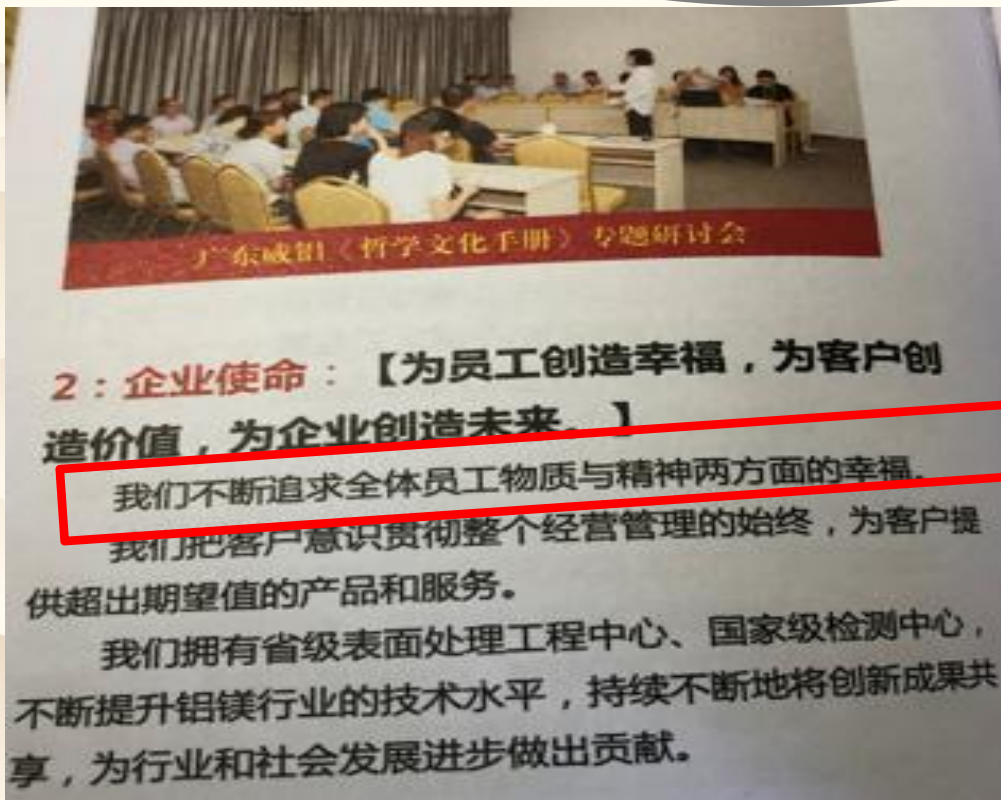 广东威铝《哲学文化手册》专题研讨会
2：企业使命：【为员工创造幸福，为客户创
造价值，为企业创造未来。】
我们不断追求全体员工物质与精神两方面的幸福。
我们把客户意识贯彻整个经营管理的始终，为客户提
供超出期望值的产品和服务。
我们拥有省级表面处理工程中心、国家级检测中心，
不断提升铝镁行业的技术水平，持续不断地将创新成果共
享，为行业和社会发展进步做出贡献。